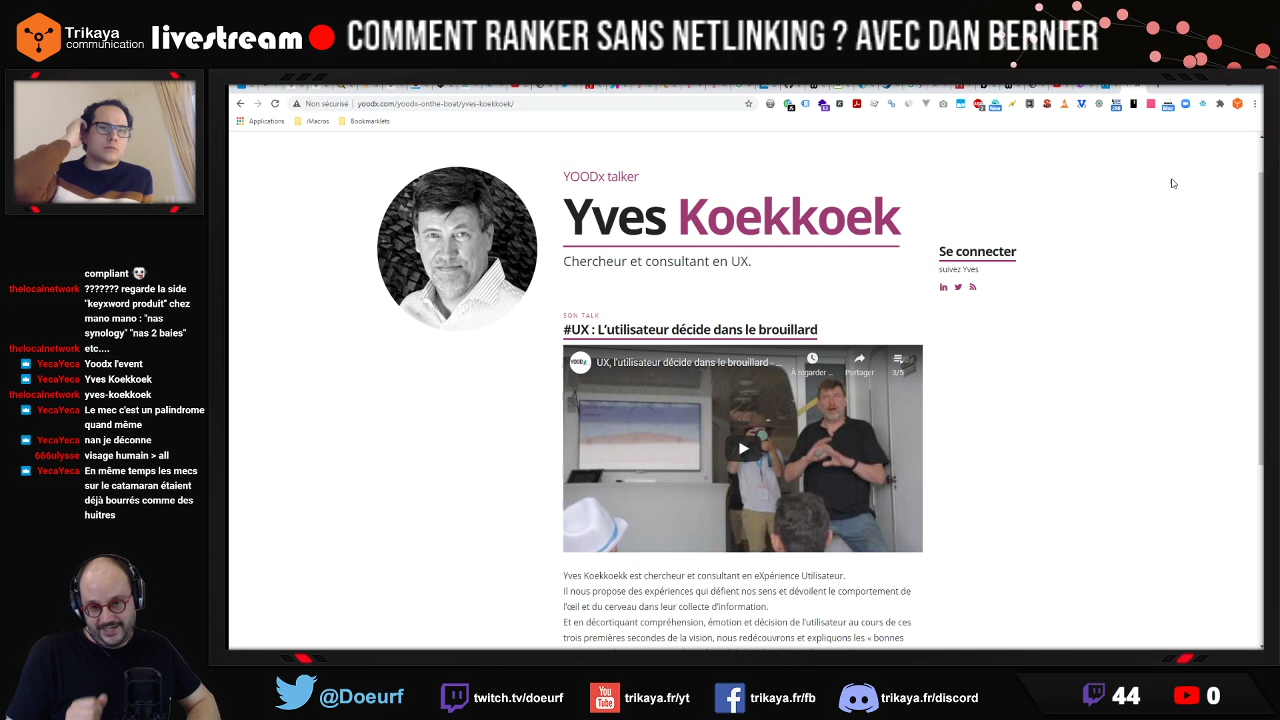 Trikaya
communication
livestream
COMMENT RANKER SANS NETLINKING ? AVEC DAN BERNIER
Non sécurisé | yoodx.com/yoodx-onthe-boat/yves-koekkoek/
Applications
iMacros
Bookmarklets
YOODx talker
Yves Koekkoek
Chercheur et consultant en UX.
Se connecter
suivez Yves
SON TALK
#UX : L’utilisateur décide dans le brouillard
YOODx
UX, l'utilisateur décide dans le brouillard - ...
À regarder ...
Partager
3/5
Yves Koekkoekk est chercheur et consultant en eXpérience Utilisateur.
Il nous propose des expériences qui défient nos sens et dévoilent le comportement de
l’œil et du cerveau dans leur collecte d’information.
Et en décortiquant compréhension, émotion et décision de l’utilisateur au cours de ces
trois premières secondes de la vision, nous redécouvrons et expliquons les « bonnes
compliant
thelocalnetwork ??????? regarde la side
"keyxword produit" chez
mano mano : "nas
synology" "nas 2 baies"
thelocalnetwork etc....
YecaYeca Yoodx l'event
YecaYeca Yves Koekkoek
thelocalnetwork yves-koekkoek
YecaYeca Le mec c'est un palindrome
quand même
YecaYeca nan je déconne
666ulysse visage humain > all
YecaYeca En même temps les mecs
sur le catamaran étaient
déjà bourrés comme des
huitres
@Doeurf
twitch.tv/doeurf
You
Tube
trikaya.fr/yt
trikaya.fr/fb
trikaya.fr/discord
44
0